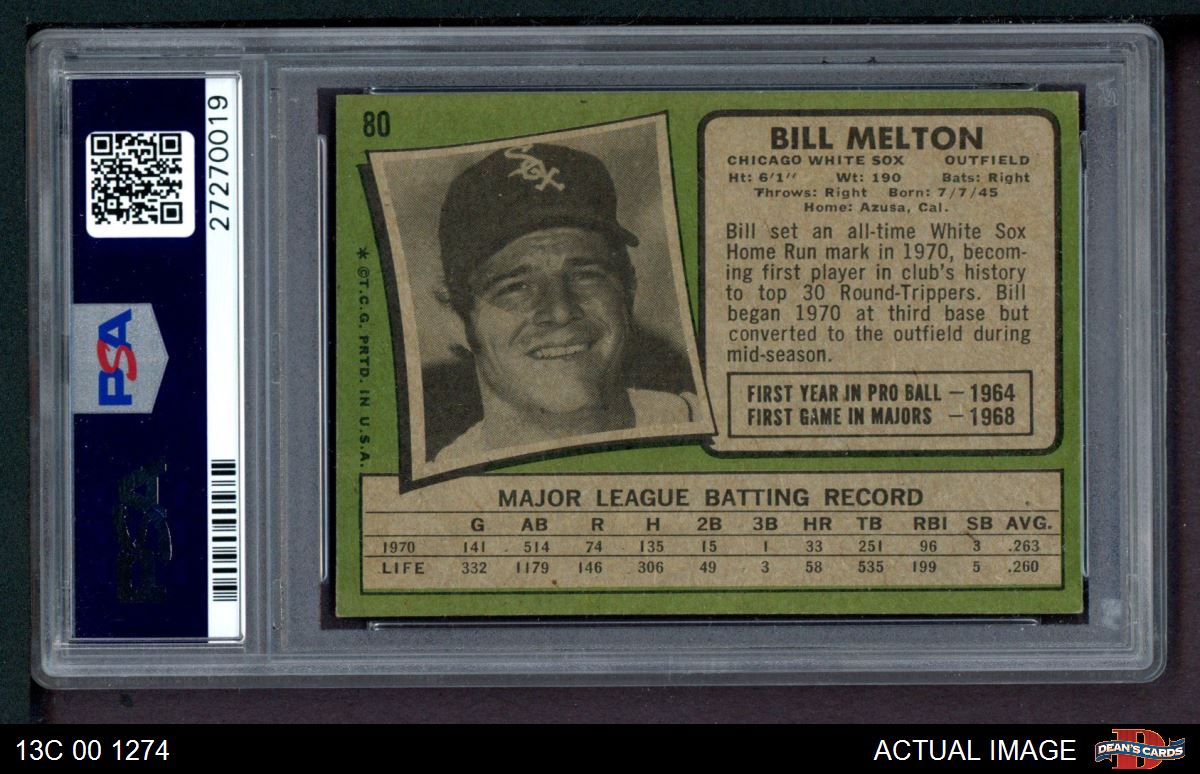 27270019
PSA
PSA
80
Sox
* ©T.C.G. PRTD. IN U.S.A.
BILL MELTON
CHICAGO WHITE SOX OUTFIELD
Ht: 6'1" Wt: 190 Bats: Right
Throws: Right Born: 7/7/45
Home: Azusa, Cal.
Bill set an all-time White Sox
Home Run mark in 1970, becom-
ing first player in club's history
to top 30 Round-Trippers. Bill
began 1970 at third base but
converted to the outfield during
mid-season.
FIRST YEAR IN PRO BALL — 1964
FIRST GAME IN MAJORS — 1968
MAJOR LEAGUE BATTING RECORD
G AB R H 2B 3B HR TB RBI SB AVG.
1970 141 514 74 135 15 1 33 251 96 3 .263
LIFE 332 1179 146 306 49 3 58 535 199 5 .260
13C 00 1274
ACTUAL IMAGE
D
DEAN'S CARDS